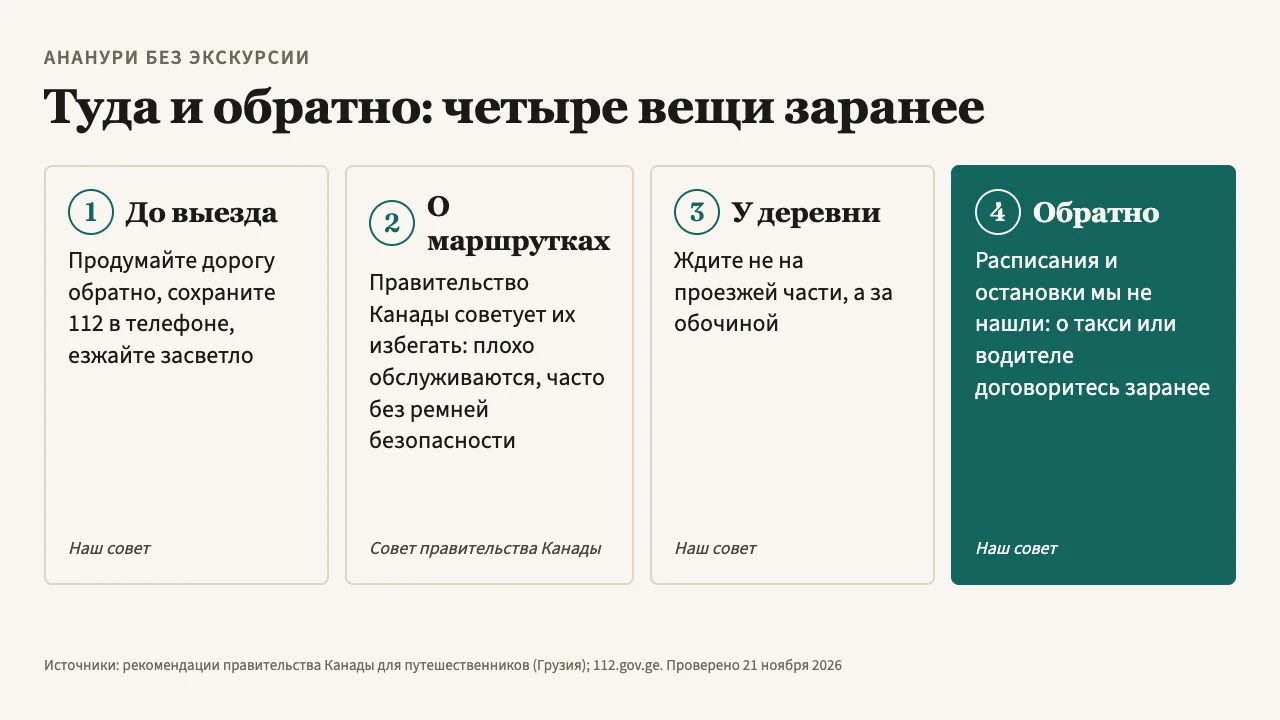 АНАНУРИ БЕЗ ЭКСКУРСИИ
Туда и обратно: четыре вещи заранее
1 До выезда
Продумайте дорогу
обратно, сохраните
112 в телефоне,
езжайте засветло
Наш совет
2 О
маршрутках
Правительство
Канады советует их
избегать: плохо
обслуживаются, часто
без ремней
безопасности
Совет правительства Канады
3 У деревни
Ждите не на
проезжей части, а за
обочиной
Наш совет
4 Обратно
Расписания и
остановки мы не
нашли: о такси или
водителе
договоритесь заранее
Наш совет
Источники: рекомендации правительства Канады для путешественников (Грузия); 112.gov.ge. Проверено 21 ноября 2026